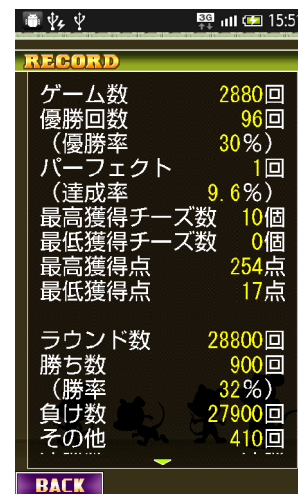 3G 15:57
RECORD
ゲーム数 2880回
優勝回数 96回
(優勝率 30%)
パーフェクト 1回
(達成率 9.6%)
最高獲得チーズ数 10個
最低獲得チーズ数 0個
最高獲得点 254点
最低獲得点 17点
ラウンド数 28800回
勝ち数 900回
(勝率 32%)
負け数 27900回
その他 410回
BACK